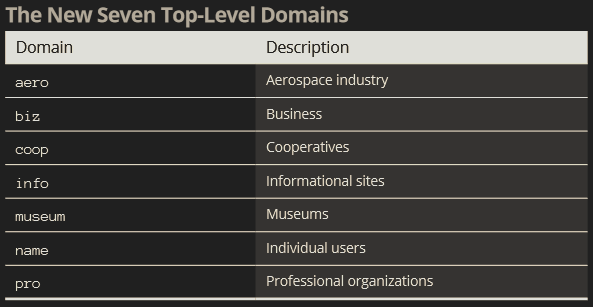 The New Seven Top-Level Domains
Domain Description
aero Aerospace industry
biz Business
coop Cooperatives
info Informational sites
museum Museums
name Individual users
pro Professional organizations